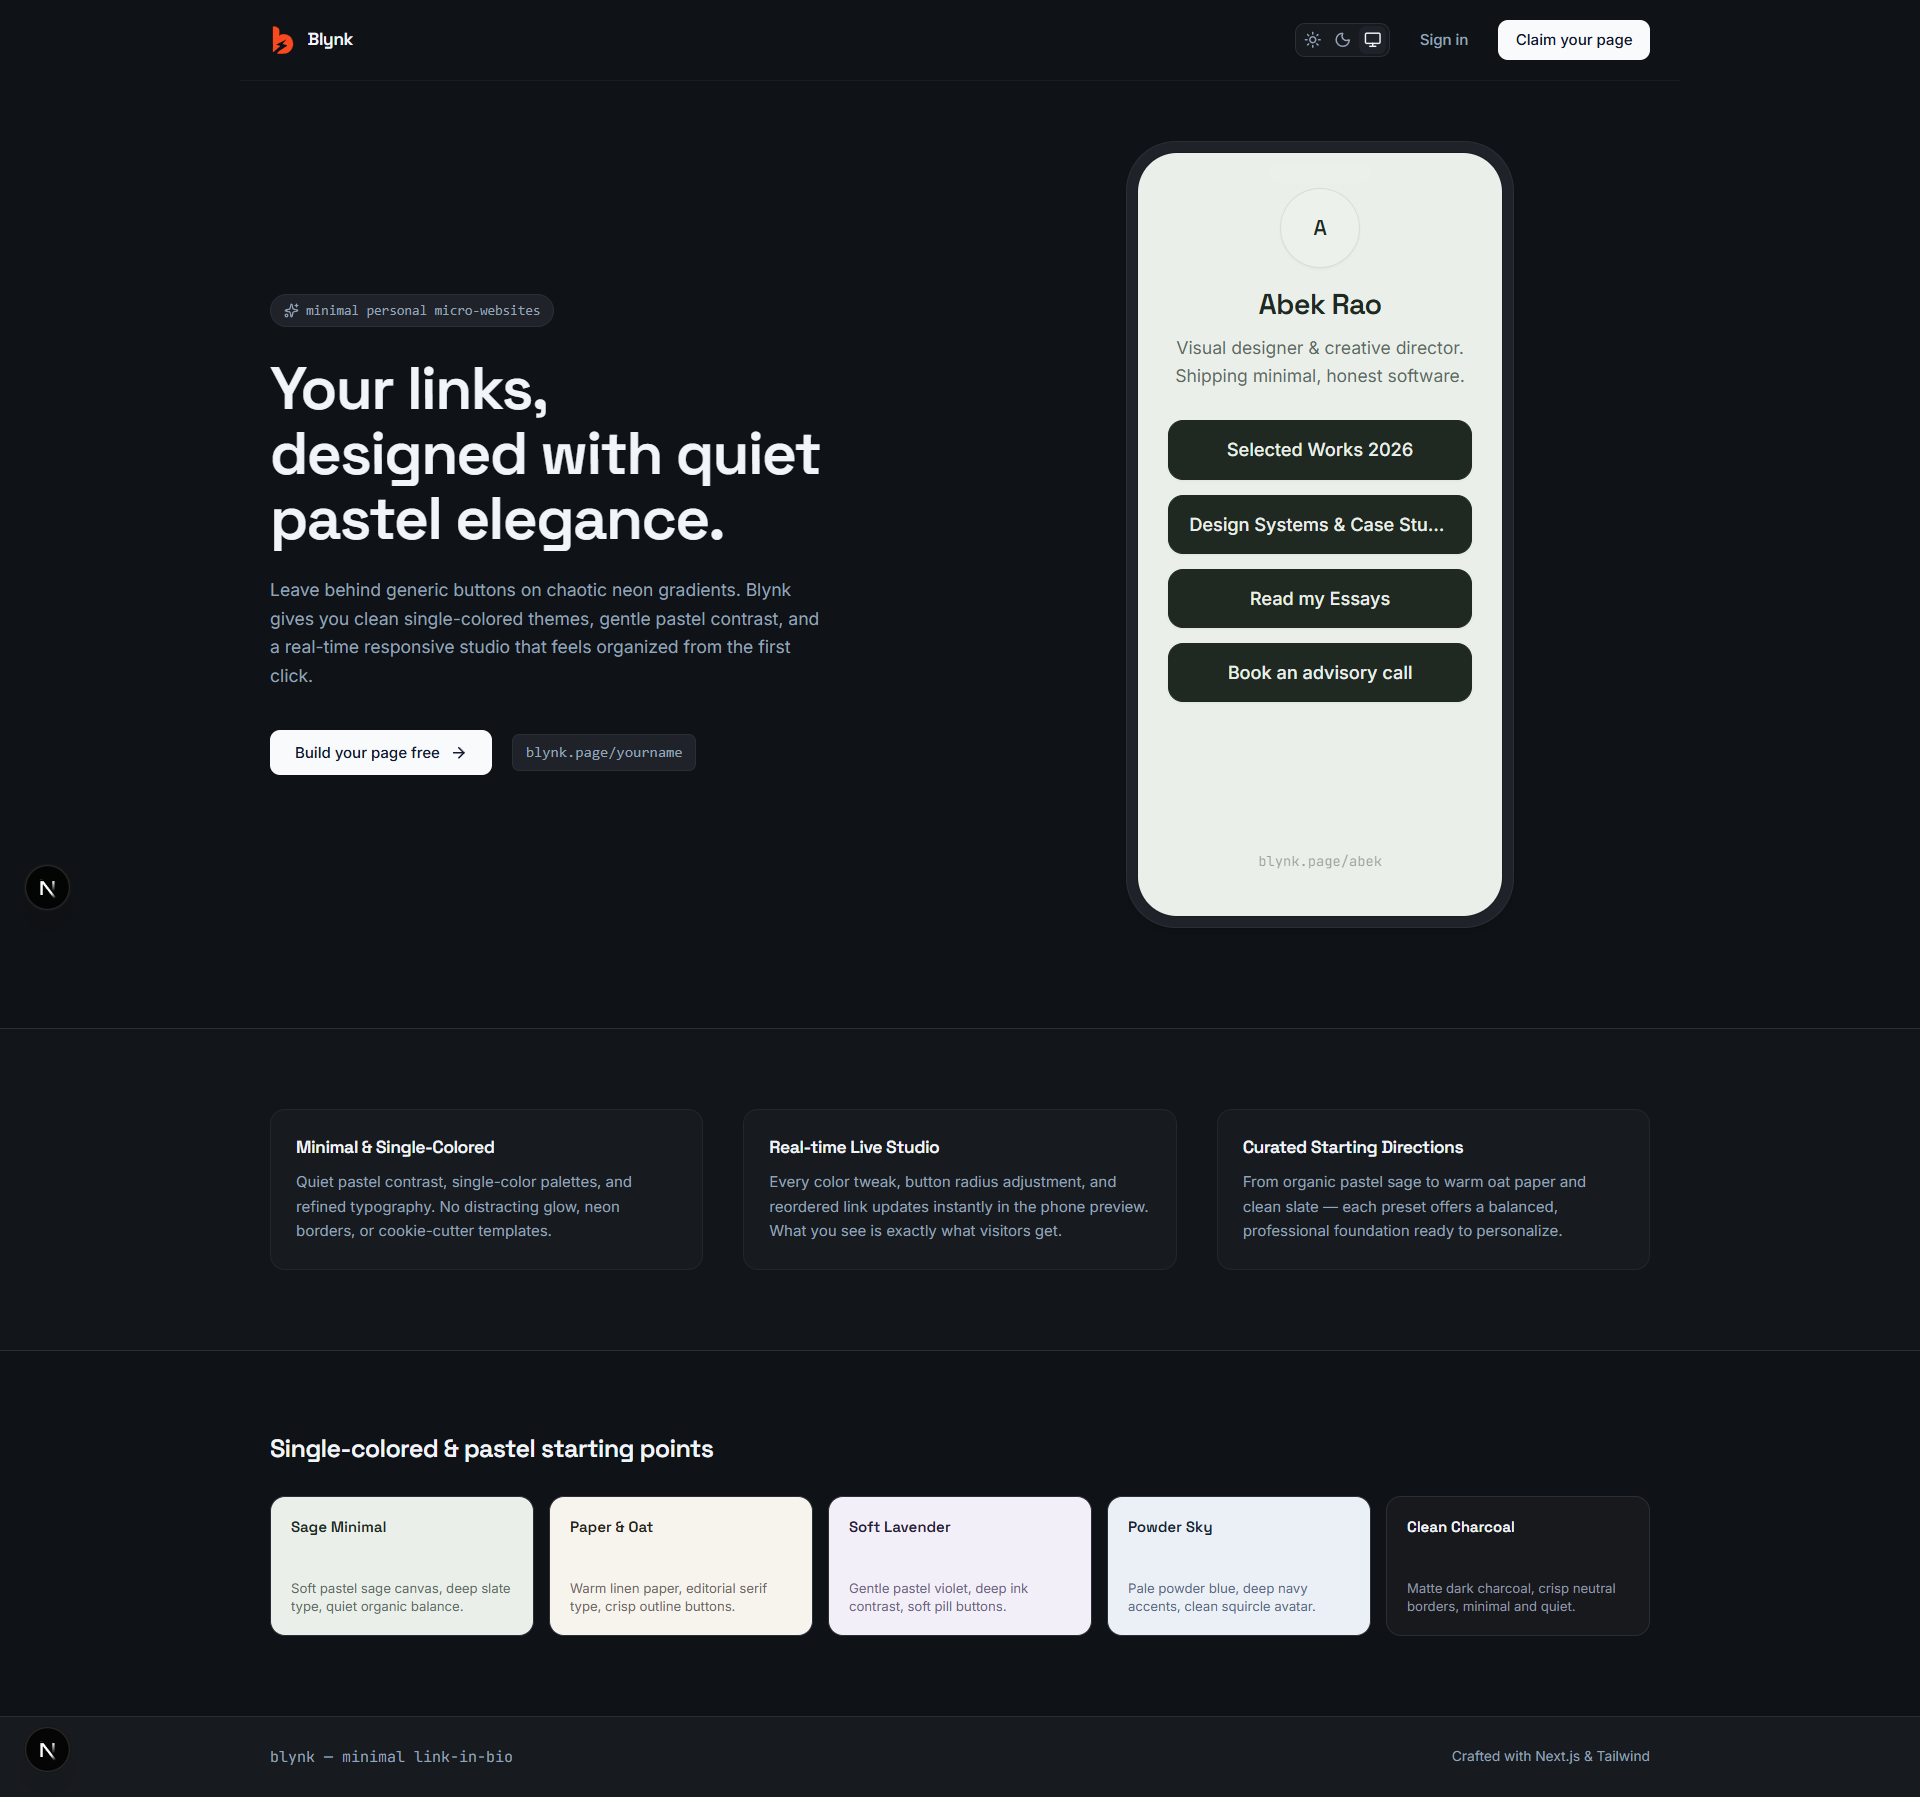 Blynk
Sign in
Claim your page
minimal personal micro-websites
Your links,
designed with quiet
pastel elegance.
Leave behind generic buttons on chaotic neon gradients. Blynk
gives you clean single-colored themes, gentle pastel contrast, and
a real-time responsive studio that feels organized from the first
click.
Build your page free
blynk.page/yourname
A
Abek Rao
Visual designer & creative director.
Shipping minimal, honest software.
Selected Works 2026
Design Systems & Case Stu...
Read my Essays
Book an advisory call
blynk.page/abek
N
Minimal & Single-Colored
Quiet pastel contrast, single-color palettes, and
refined typography. No distracting glow, neon
borders, or cookie-cutter templates.
Real-time Live Studio
Every color tweak, button radius adjustment, and
reordered link updates instantly in the phone preview.
What you see is exactly what visitors get.
Curated Starting Directions
From organic pastel sage to warm oat paper and
clean slate — each preset offers a balanced,
professional foundation ready to personalize.
Single-colored & pastel starting points
Sage Minimal
Soft pastel sage canvas, deep slate
type, quiet organic balance.
Paper & Oat
Warm linen paper, editorial serif
type, crisp outline buttons.
Soft Lavender
Gentle pastel violet, deep ink
contrast, soft pill buttons.
Powder Sky
Pale powder blue, deep navy
accents, clean squircle avatar.
Clean Charcoal
Matte dark charcoal, crisp neutral
borders, minimal and quiet.
N
blynk — minimal link-in-bio
Crafted with Next.js & Tailwind